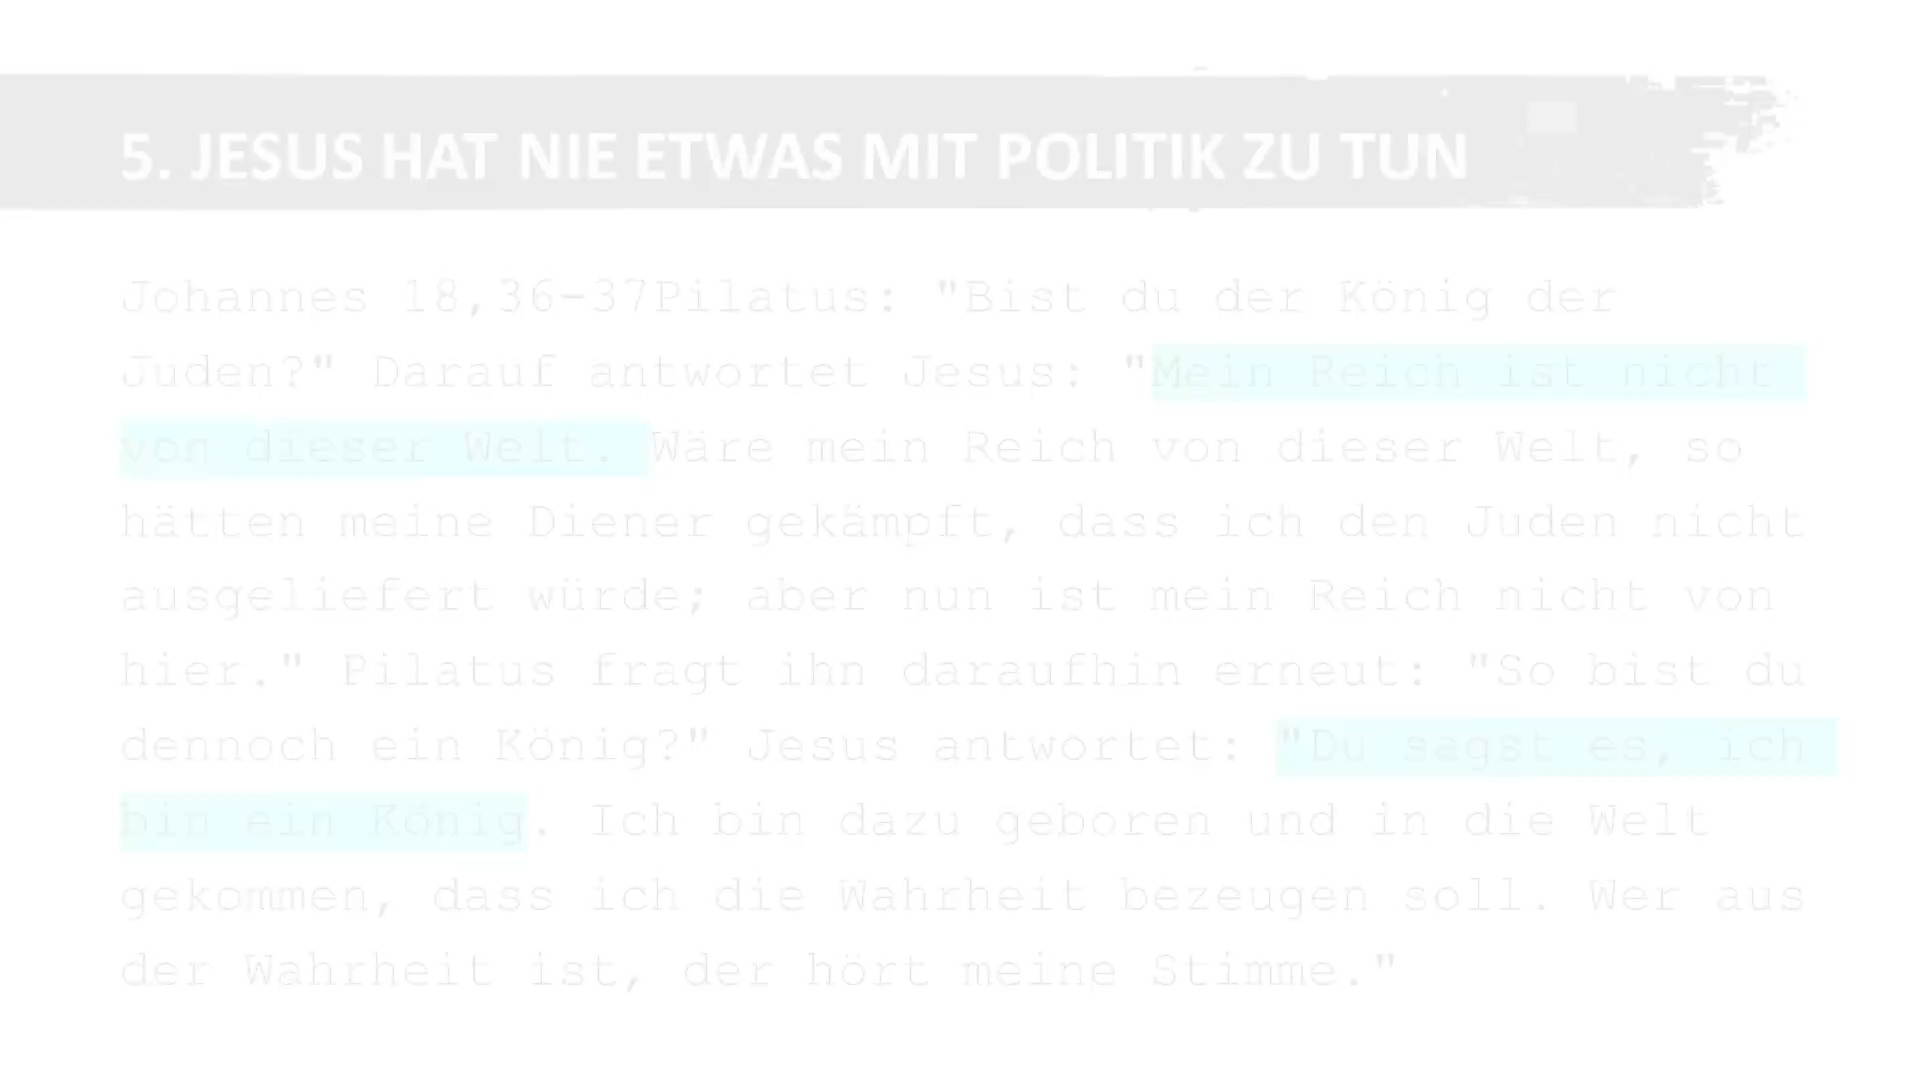 5. JESUS HAT NIE ETWAS MIT POLITIK ZU TUN
Johannes 18,36-37Pilatus: "Bist du der König der
Juden?" Darauf antwortet Jesus: "Mein Reich ist nicht
von dieser Welt. Wäre mein Reich von dieser Welt, so
hätten meine Diener gekämpft, dass ich den Juden nicht
ausgeliefert würde; aber nun ist mein Reich nicht von
hier." Pilatus fragt ihn daraufhin erneut: "So bist du
dennoch ein König?" Jesus antwortet: "Du sagst es, ich
bin ein König. Ich bin dazu geboren und in die Welt
gekommen, dass ich die Wahrheit bezeugen soll. Wer aus
der Wahrheit ist, der hört meine Stimme."